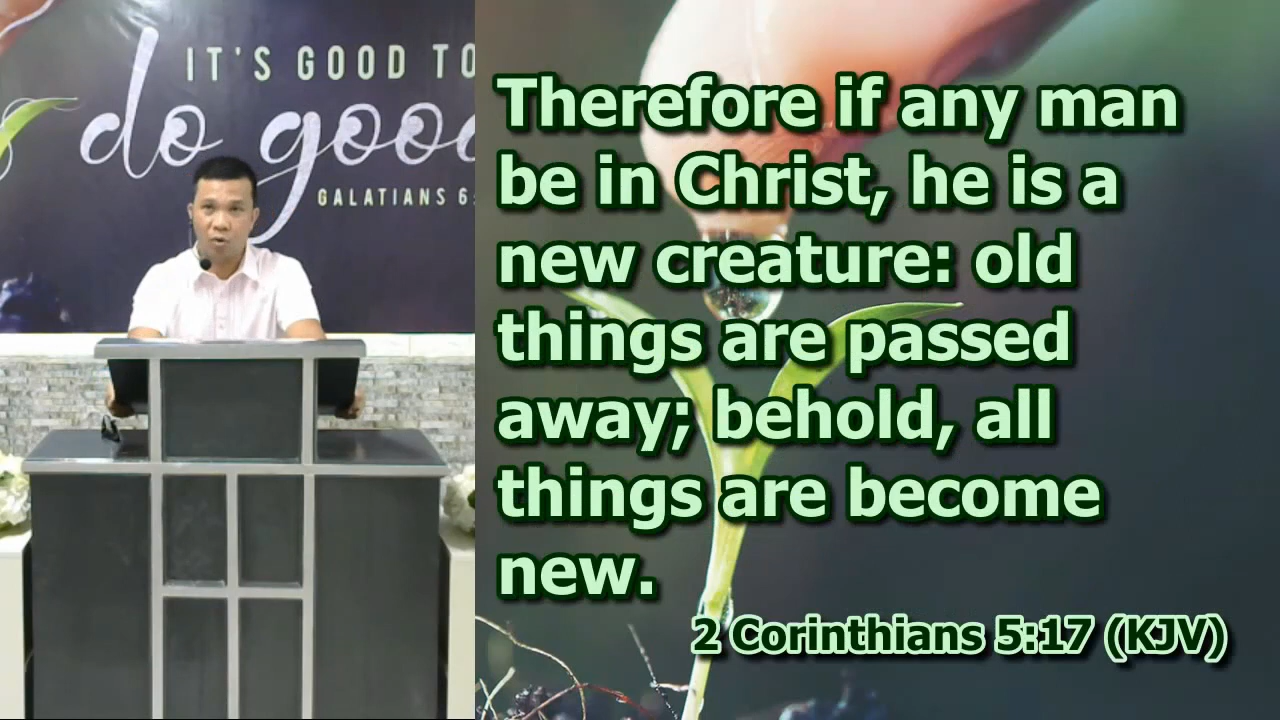 IT'S GOOD TO
do good
GALATIANS 6:
Therefore if any man
be in Christ, he is a
new creature: old
things are passed
away; behold, all
things are become
new.
2 Corinthians 5:17 (KJV)